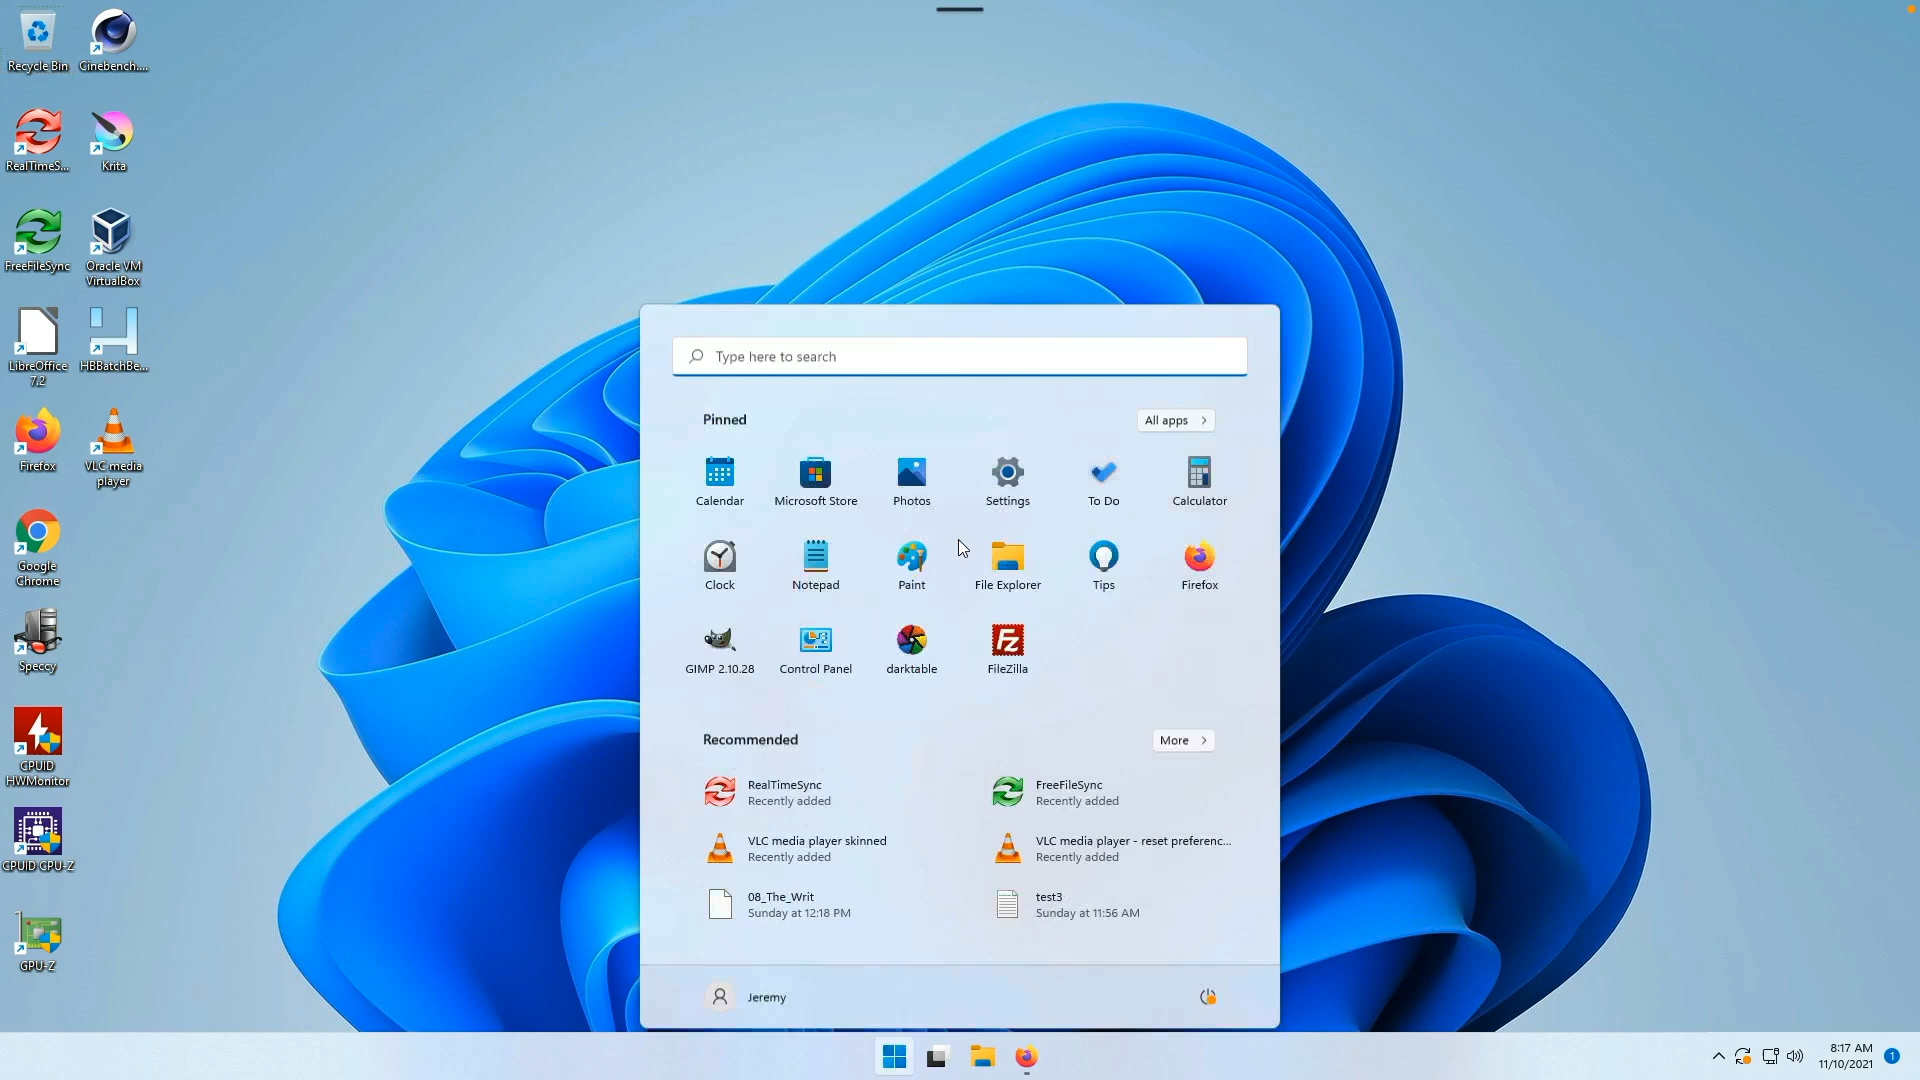 Recycle Bin
Cinebench....
RealTimeS...
Krita
FreeFileSync
Oracle VM
VirtualBox
LibreOffice
7.2
HBBatchBe...
Firefox
VLC media
player
Google
Chrome
Speccy
CPUID
HWMonitor
CPUID CPU-Z
GPU-Z
Type here to search
Pinned
All apps
Calendar
Microsoft Store
Photos
Settings
To Do
Calculator
Clock
Notepad
Paint
File Explorer
Tips
Firefox
GIMP 2.10.28
Control Panel
darktable
FileZilla
Recommended
More
RealTimeSync
Recently added
FreeFileSync
Recently added
VLC media player skinned
Recently added
VLC media player - reset preferenc...
Recently added
08_The_Writ
Sunday at 12:18 PM
test3
Sunday at 11:56 AM
Jeremy
8:17 AM
11/10/2021
1